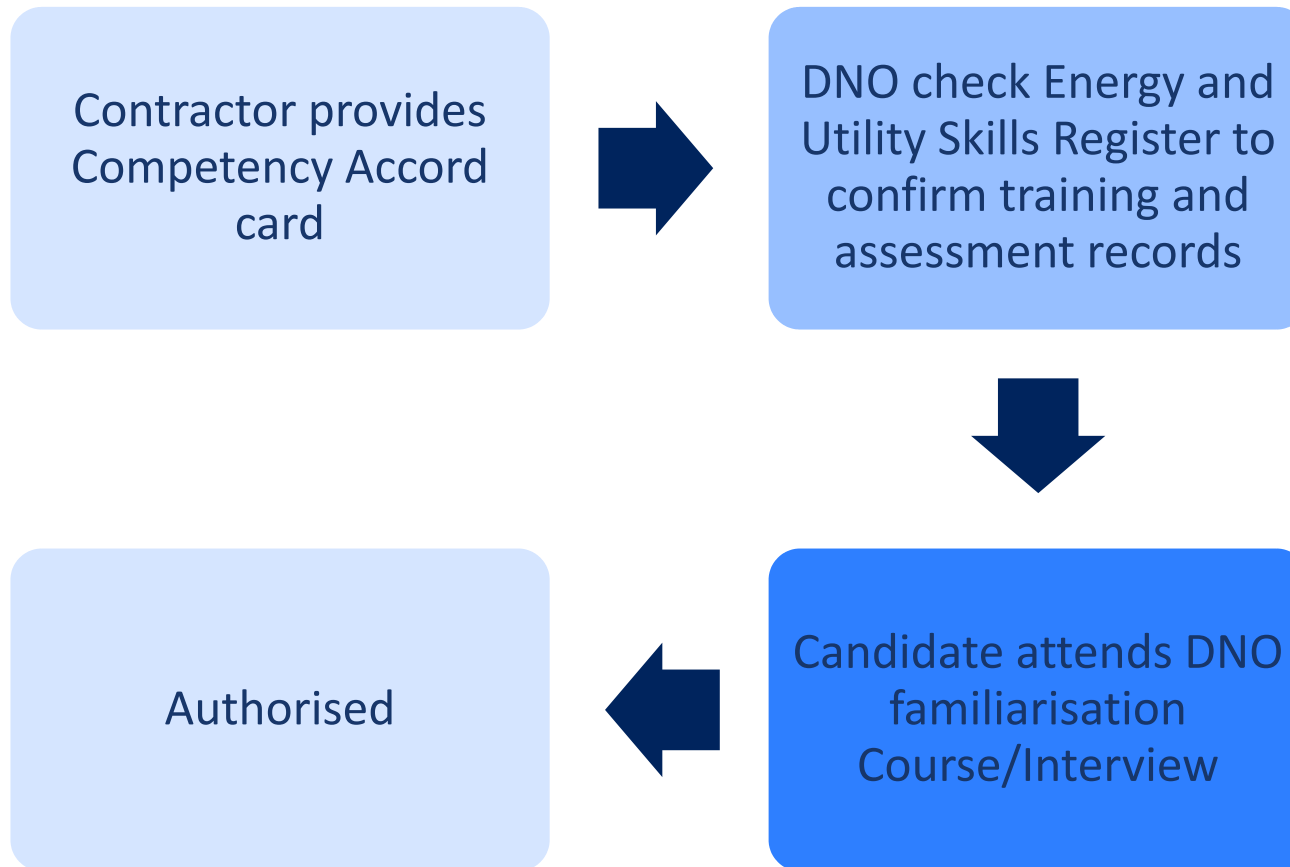 Contractor provides
Competency Accord
card
DNO check Energy and
Utility Skills Register to
confirm training and
assessment records
Candidate attends DNO
familiarisation
Course/Interview
Authorised